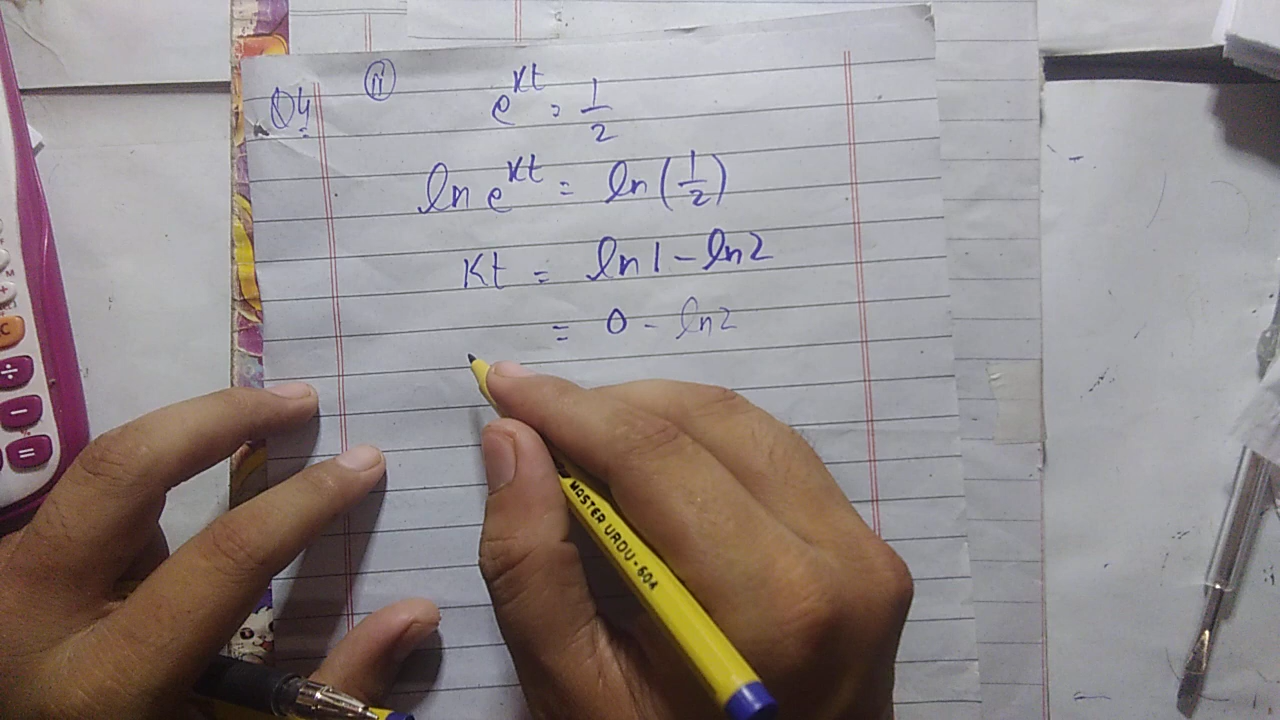 Q4 (ii) e^Kt = 1/2
ln e^Kt = ln(1/2)
Kt = ln1 - ln2
= 0 - ln2
MASTER URDU-604
M
+
C
÷
−
=